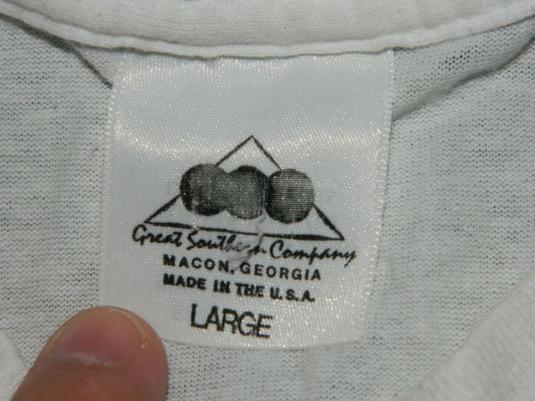 Great Southern Company
MACON, GEORGIA
MADE IN THE U.S.A.
LARGE